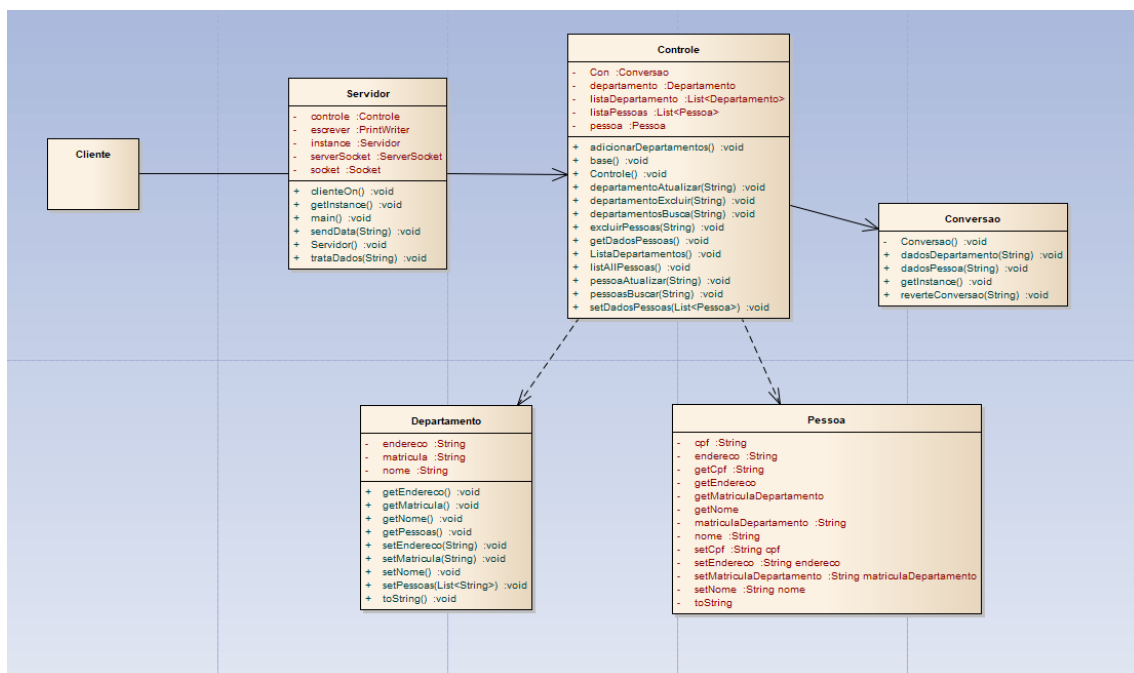 Cliente
Servidor
- controle :Controle
- escrever :PrintWriter
- instance :Servidor
- serverSocket :ServerSocket
- socket :Socket
+ clienteOn() :void
+ getInstance() :void
+ main() :void
+ sendData(String) :void
+ Servidor() :void
+ trataDados(String) :void
Controle
- Con :Conversao
- departamento :Departamento
- listaDepartamento :List<Departamento>
- listaPessoas :List<Pessoa>
- pessoa :Pessoa
+ adicionarDepartamentos() :void
+ base() :void
+ Controle() :void
+ departamentoAtualizar(String) :void
+ departamentoExcluir(String) :void
+ departamentosBusca(String) :void
+ excluirPessoas(String) :void
+ getDadosPessoas() :void
+ ListaDepartamentos() :void
+ listAllPessoas() :void
+ pessoaAtualizar(String) :void
+ pessoasBuscar(String) :void
+ setDadosPessoas(List<Pessoa>) :void
Conversao
- Conversao() :void
+ dadosDepartamento(String) :void
+ dadosPessoa(String) :void
+ getInstance() :void
+ reverteConversao(String) :void
Departamento
- endereco :String
- matricula :String
- nome :String
+ getEndereco() :void
+ getMatricula() :void
+ getNome() :void
+ getPessoas() :void
+ setEndereco(String) :void
+ setMatricula(String) :void
+ setNome() :void
+ setPessoas(List<String>) :void
+ toString() :void
Pessoa
- cpf :String
- endereco :String
- getCpf :String
- getEndereco
- getMatriculaDepartamento
- getNome
- matriculaDepartamento :String
- nome :String
- setCpf :String cpf
- setEndereco :String endereco
- setMatriculaDepartamento :String matriculaDepartamento
- setNome :String nome
- toString